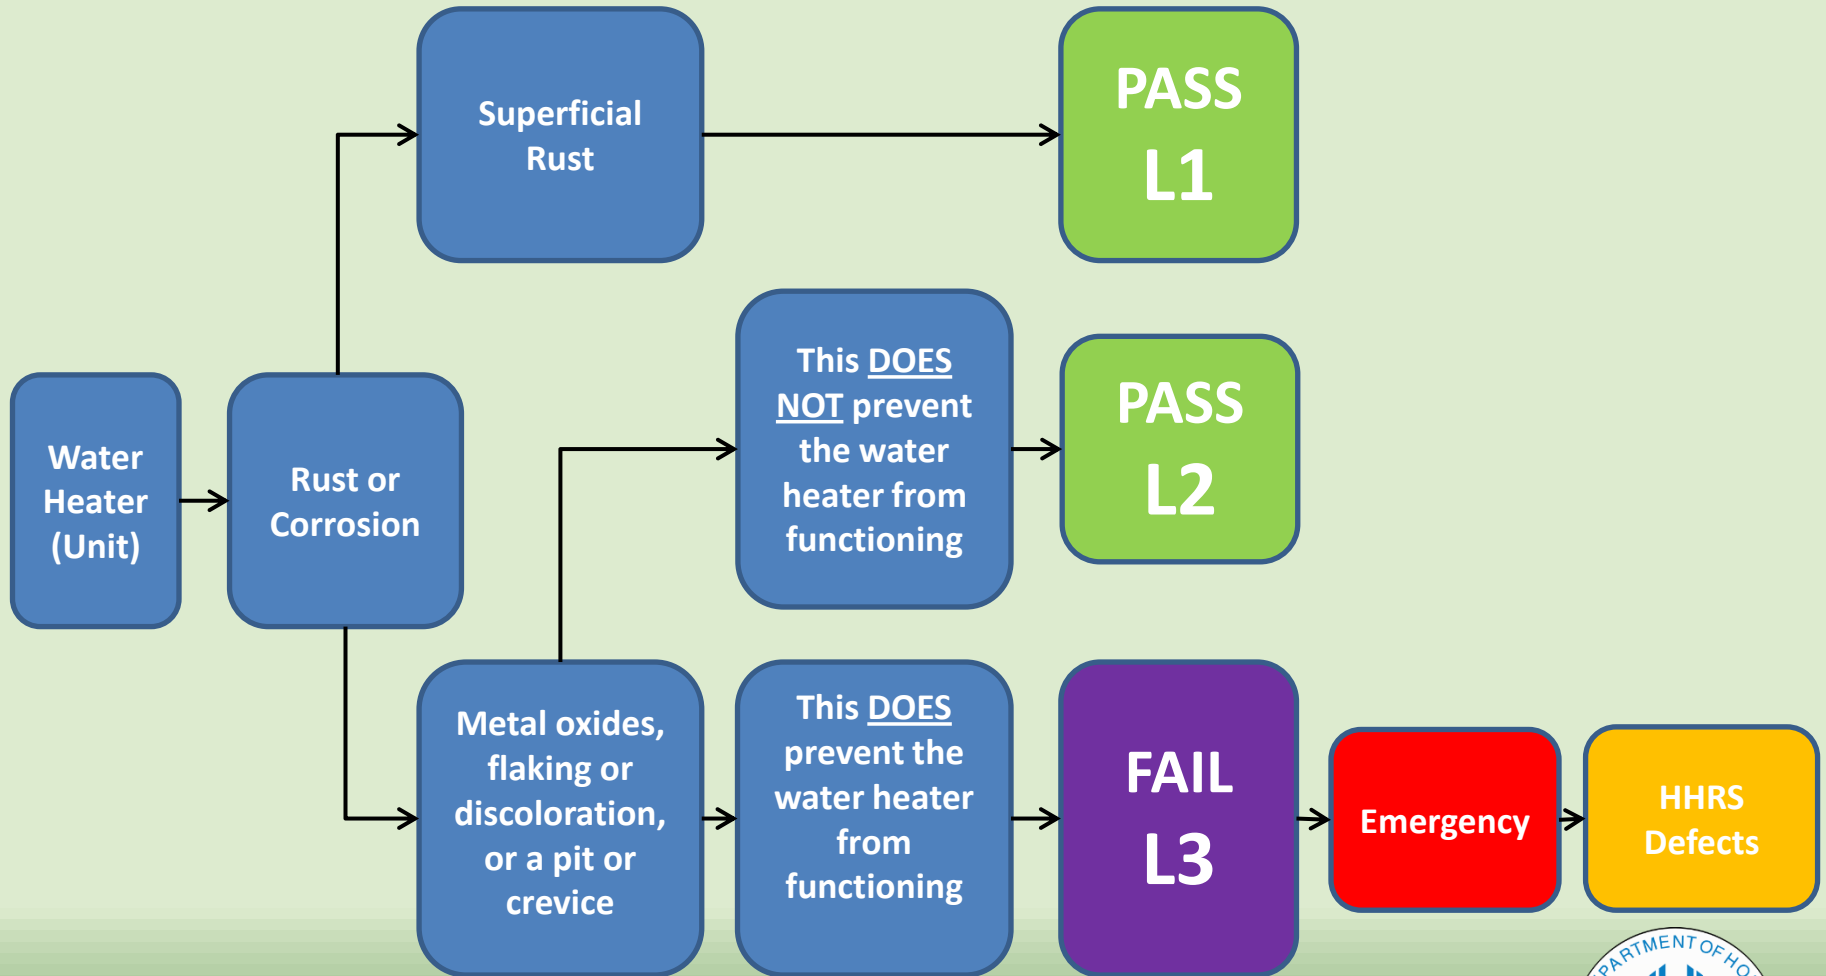 Superficial
Rust
PASS
L1
Water
Heater
(Unit)
Rust or
Corrosion
This DOES
NOT prevent
the water
heater from
functioning
PASS
L2
Metal oxides,
flaking or
discoloration,
or a pit or
crevice
This DOES
prevent the
water heater
from
functioning
FAIL
L3
Emergency
HHRS
Defects